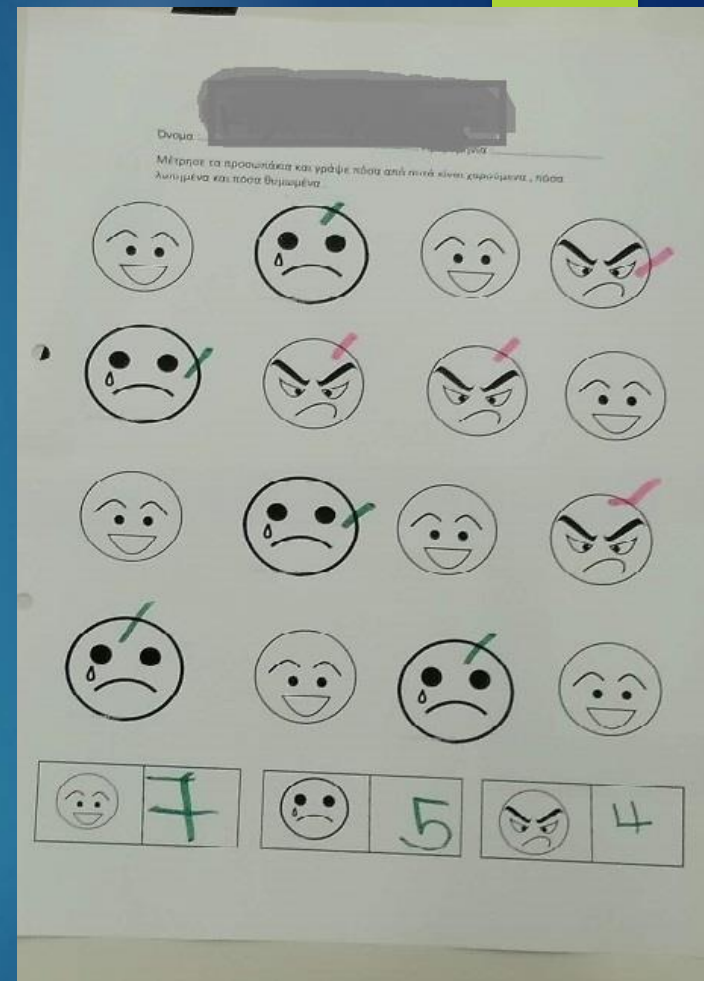 Όνομα
Μέτρησε τα προσωπάκια και γράψε πόσα από αυτά είναι χαρούμενα , πόσα
λυπημένα και πόσα θυμωμένα
7 5 4